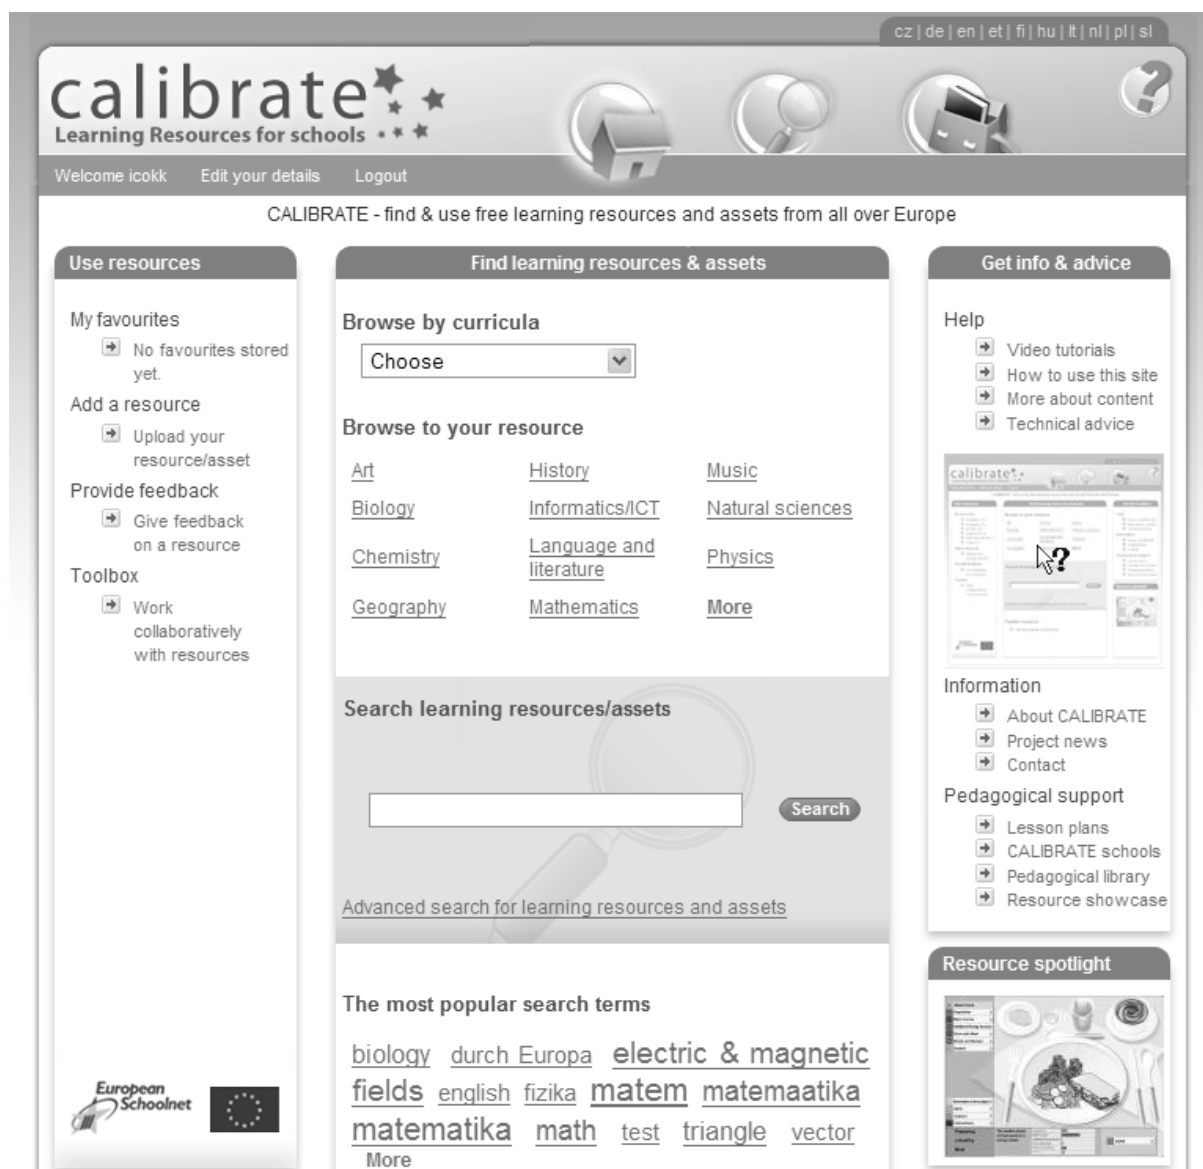 cz | de | en | et | fi | hu | lt | nl | pl | sl
calibrate
Learning Resources for schools
Welcome icokk Edit your details Logout
CALIBRATE - find & use free learning resources and assets from all over Europe
Use resources
My favourites
No favourites stored
yet.
Add a resource
Upload your
resource/asset
Provide feedback
Give feedback
on a resource
Toolbox
Work
collaboratively
with resources
European
Schoolnet
Find learning resources & assets
Browse by curricula
Choose
Browse to your resource
Art History Music
Biology Informatics/ICT Natural sciences
Chemistry Language and
literature Physics
Geography Mathematics More
Search learning resources/assets
Search
Advanced search for learning resources and assets
The most popular search terms
biology durch Europa electric & magnetic
fields english fizika matem matemaatika
matematika math test triangle vector
More
Get info & advice
Help
Video tutorials
How to use this site
More about content
Technical advice
calibrate
Information
About CALIBRATE
Project news
Contact
Pedagogical support
Lesson plans
CALIBRATE schools
Pedagogical library
Resource showcase
Resource spotlight